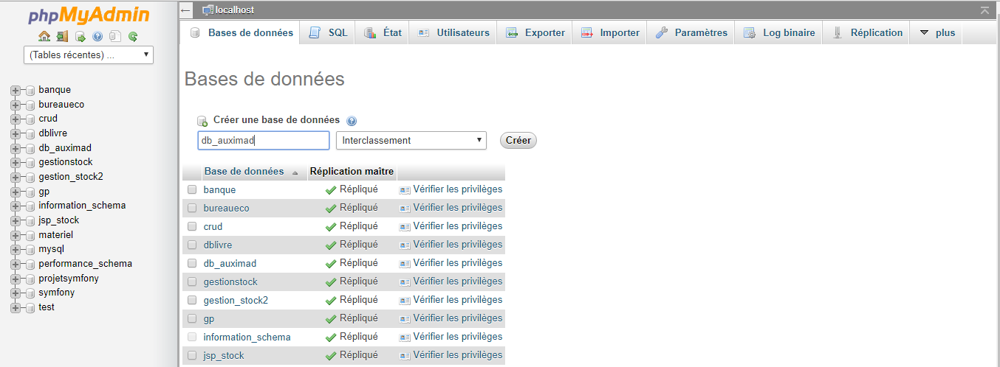 phpMyAdmin
(Tables récentes) ...
banque
bureaueco
crud
dblivre
db_auximad
gestionstock
gestion_stock2
gp
information_schema
jsp_stock
materiel
mysql
performance_schema
projetsymfony
symfony
test
localhost
Bases de données SQL État Utilisateurs Exporter Importer Paramètres Log binaire Réplication plus
Bases de données
Créer une base de données
db_auximad Interclassement Créer
Base de données Réplication maître
banque Répliqué Vérifier les privilèges
bureaueco Répliqué Vérifier les privilèges
crud Répliqué Vérifier les privilèges
dblivre Répliqué Vérifier les privilèges
db_auximad Répliqué Vérifier les privilèges
gestionstock Répliqué Vérifier les privilèges
gestion_stock2 Répliqué Vérifier les privilèges
gp Répliqué Vérifier les privilèges
information_schema Répliqué Vérifier les privilèges
jsp_stock Répliqué Vérifier les privilèges